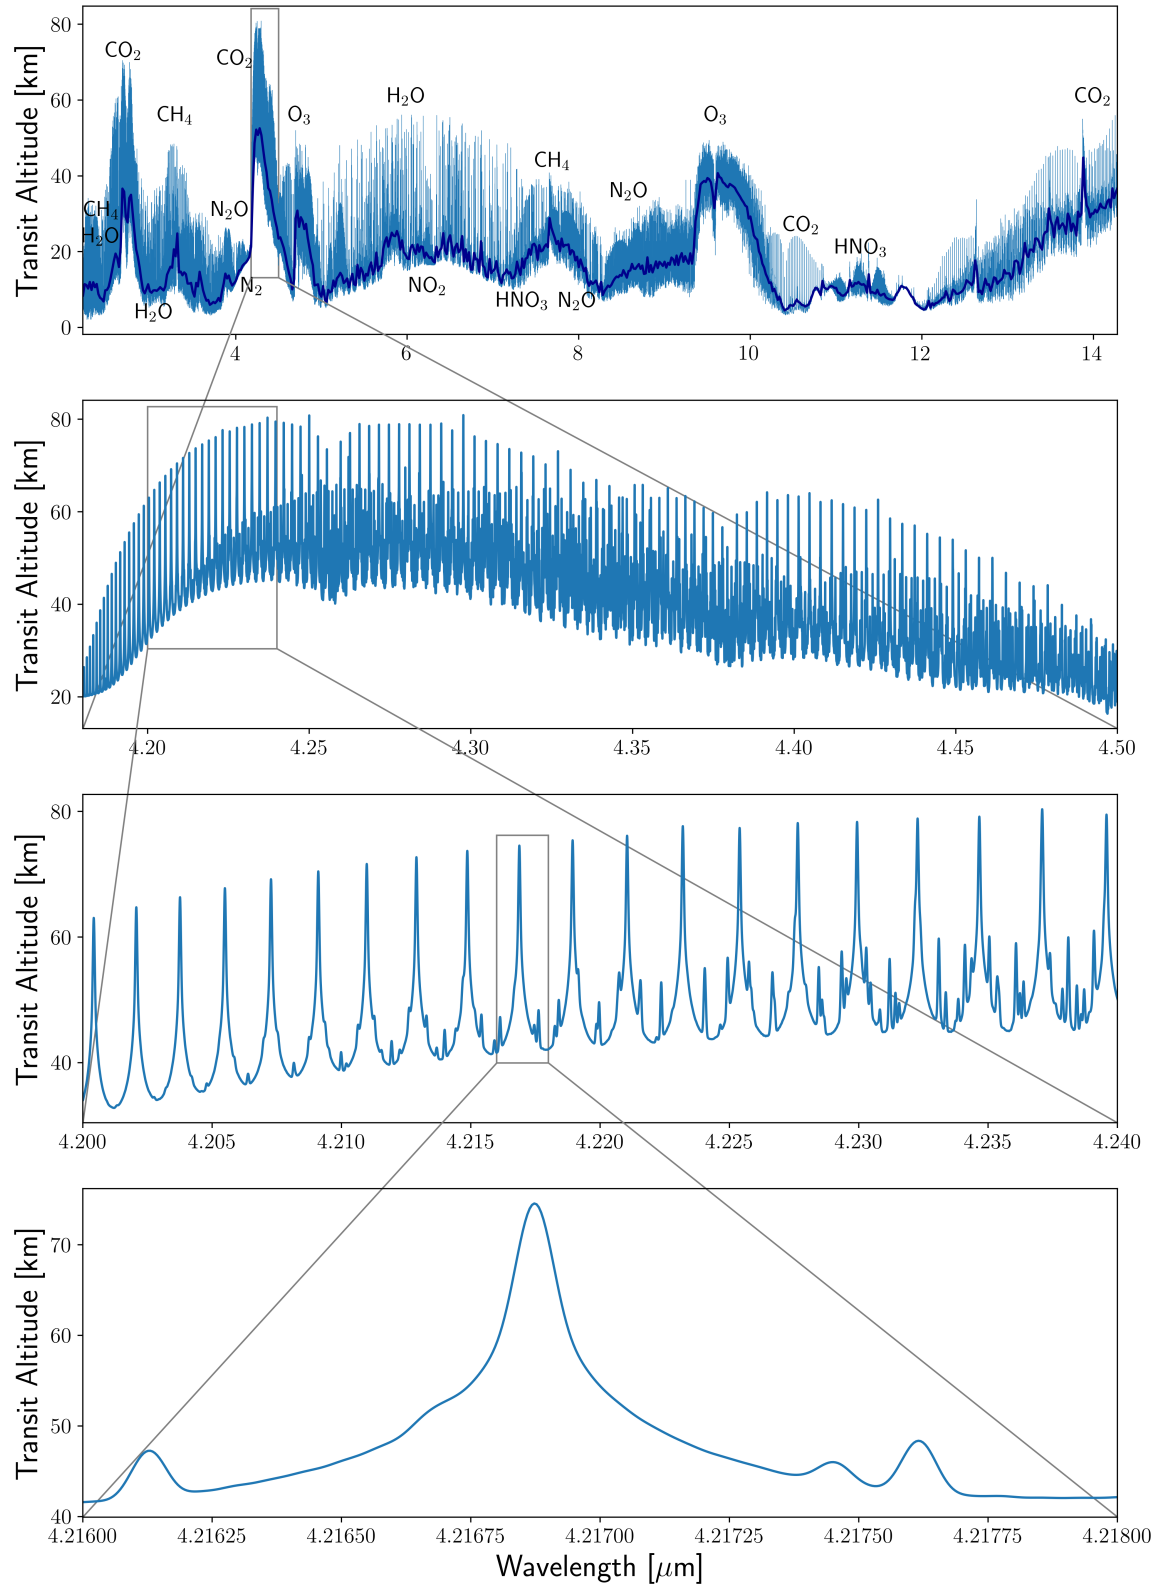 Transit Altitude [km]
80
60
40
20
0
CO₂
CH₄
CH₄
H₂O
H₂O
N₂O
N₂
CO₂
O₃
H₂O
NO₂
CH₄
HNO₃
N₂O
N₂O
O₃
CO₂
HNO₃
CO₂
4 6 8 10 12 14
Transit Altitude [km]
80
60
40
20
4.20 4.25 4.30 4.35 4.40 4.45 4.50
Transit Altitude [km]
80
60
40
4.200 4.205 4.210 4.215 4.220 4.225 4.230 4.235 4.240
Transit Altitude [km]
70
60
50
40
4.21600 4.21625 4.21650 4.21675 4.21700 4.21725 4.21750 4.21775 4.21800
Wavelength [μm]